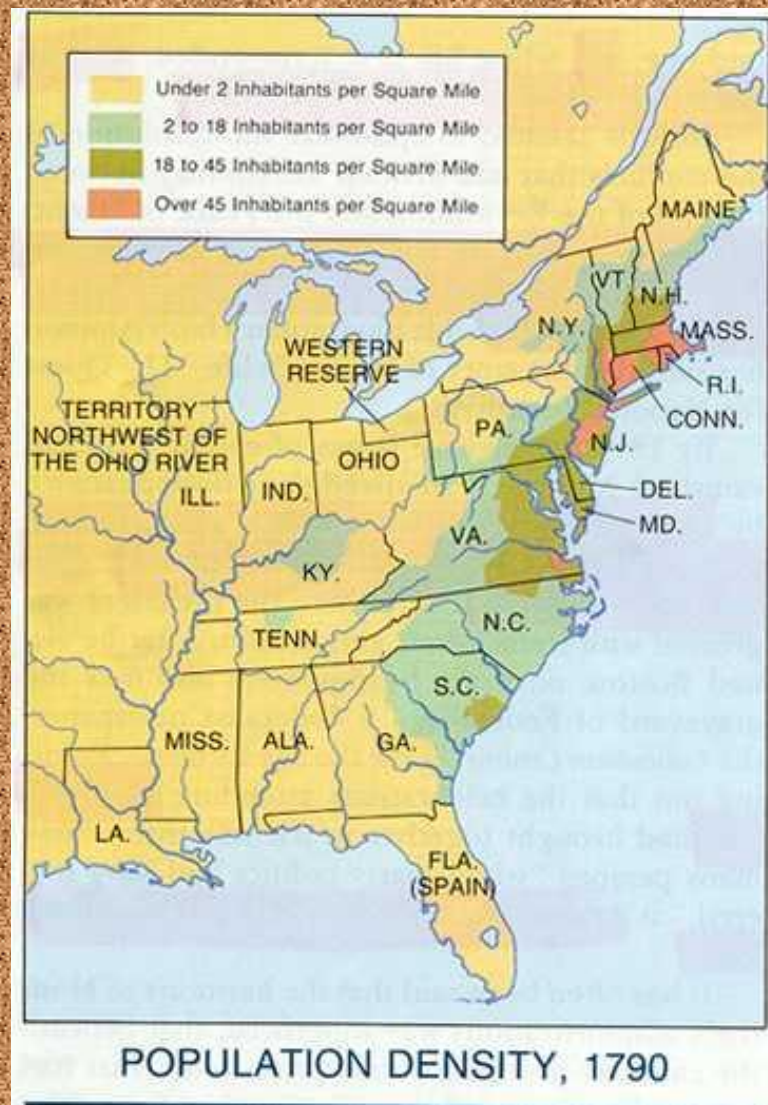 Under 2 Inhabitants per Square Mile
2 to 18 Inhabitants per Square Mile
18 to 45 Inhabitants per Square Mile
Over 45 Inhabitants per Square Mile
MAINE
VT
N.H.
N.Y.
MASS.
WESTERN
RESERVE
R.I.
CONN.
TERRITORY
NORTHWEST OF
THE OHIO RIVER
PA.
N.J.
OHIO
ILL.
IND.
DEL.
MD.
VA.
KY.
N.C.
TENN.
S.C.
MISS.
ALA.
GA.
LA.
FLA.
(SPAIN)
POPULATION DENSITY, 1790